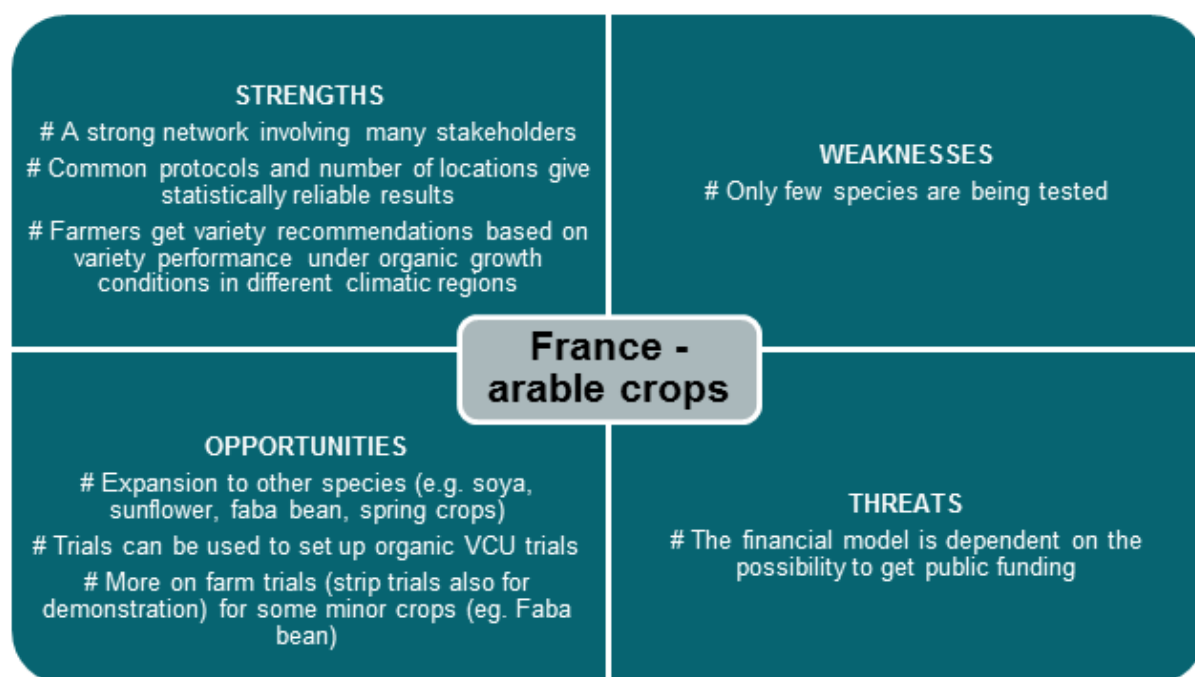 STRENGTHS
# A strong network involving many stakeholders
# Common protocols and number of locations give
statistically reliable results
# Farmers get variety recommendations based on
variety performance under organic growth
conditions in different climatic regions
WEAKNESSES
# Only few species are being tested
France -
arable crops
OPPORTUNITIES
# Expansion to other species (e.g. soya,
sunflower, faba bean, spring crops)
# Trials can be used to set up organic VCU trials
# More on farm trials (strip trials also for
demonstration) for some minor crops (eg. Faba
bean)
THREATS
# The financial model is dependent on the
possibility to get public funding